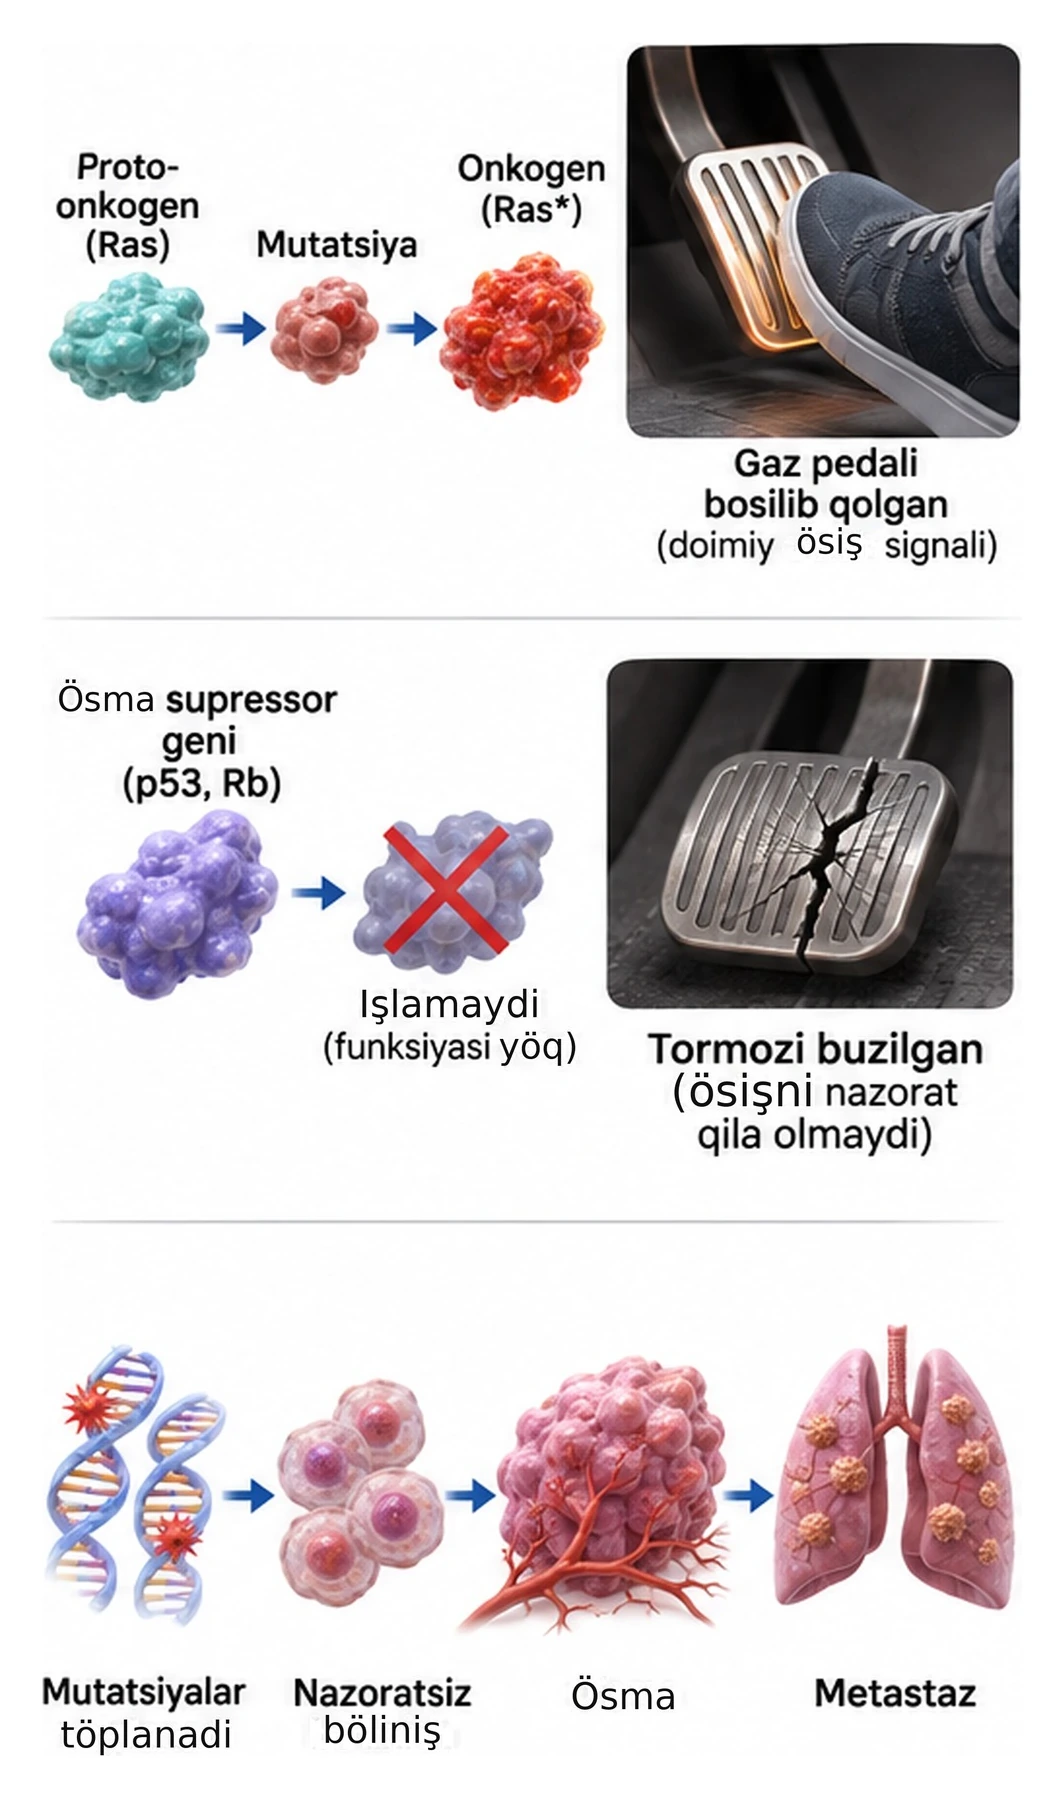 Proto-
onkogen
(Ras)
Mutatsiya
Onkogen
(Ras*)
Gaz pedali
bosilib qolgan
(doimiy ösiş signali)
Ösma supressor
geni
(p53, Rb)
Işlamaydi
(funksiyasi yöq)
Tormozi buzilgan
(ösişni nazorat
qila olmaydi)
Mutatsiyalar
töplanadi
Nazoratsiz
böliniş
Ösma
Metastaz